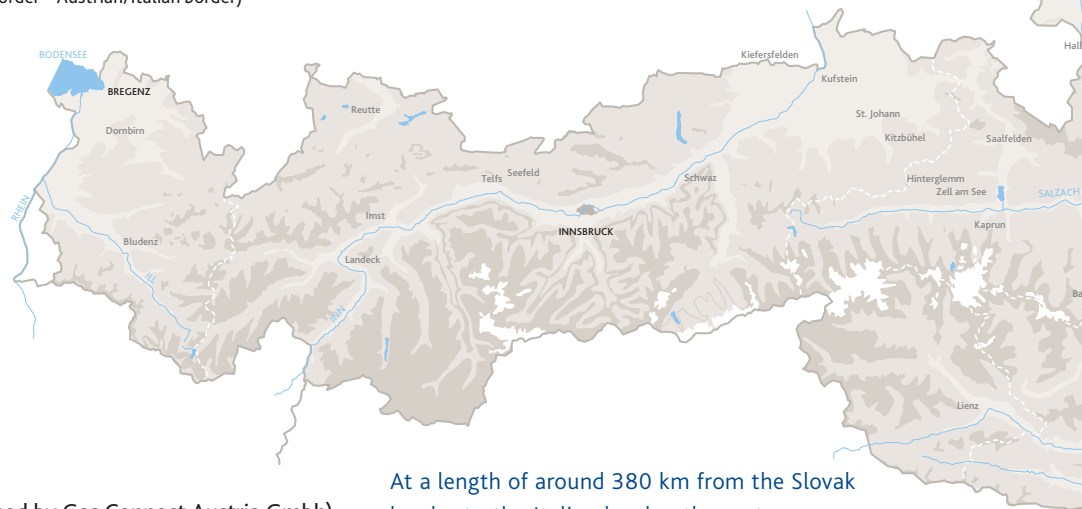 BODENSEE
BREGENZ
Dornbirn
RHEIN
Bludenz
ILL
Reutte
Imst
Landeck
INN
Telfs
Seefeld
INNSBRUCK
Schwaz
Kiefersfelden
Kufstein
St. Johann
Kitzbühel
Saalfelden
Hinterglemm
Zell am See
SALZACH
Kaprun
Lienz
At a length of around 380 km from the Slovak